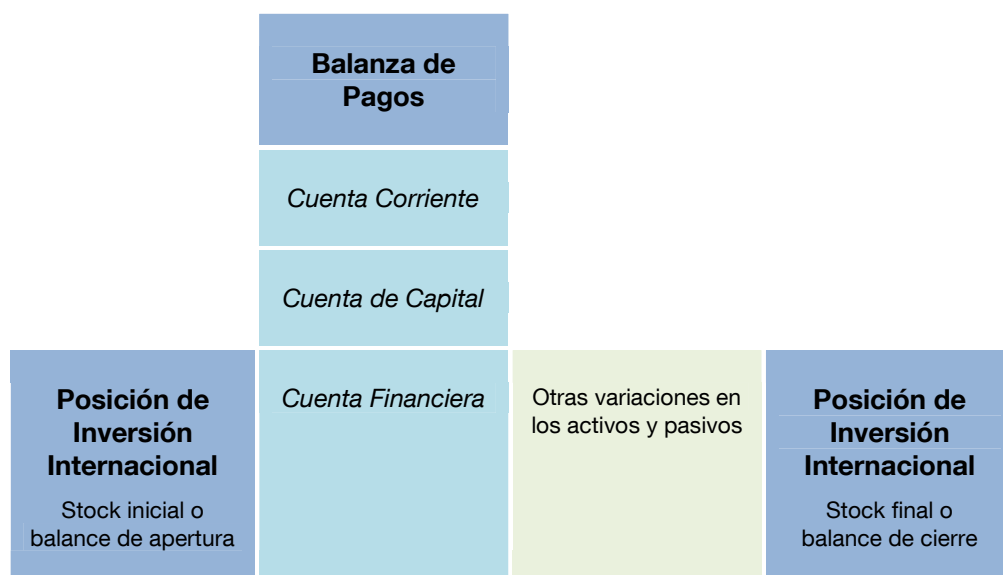 Balanza de
Pagos
Cuenta Corriente
Cuenta de Capital
Posición de
Inversión
Internacional
Stock inicial o
balance de apertura
Cuenta Financiera
Otras variaciones en
los activos y pasivos
Posición de
Inversión
Internacional
Stock final o
balance de cierre